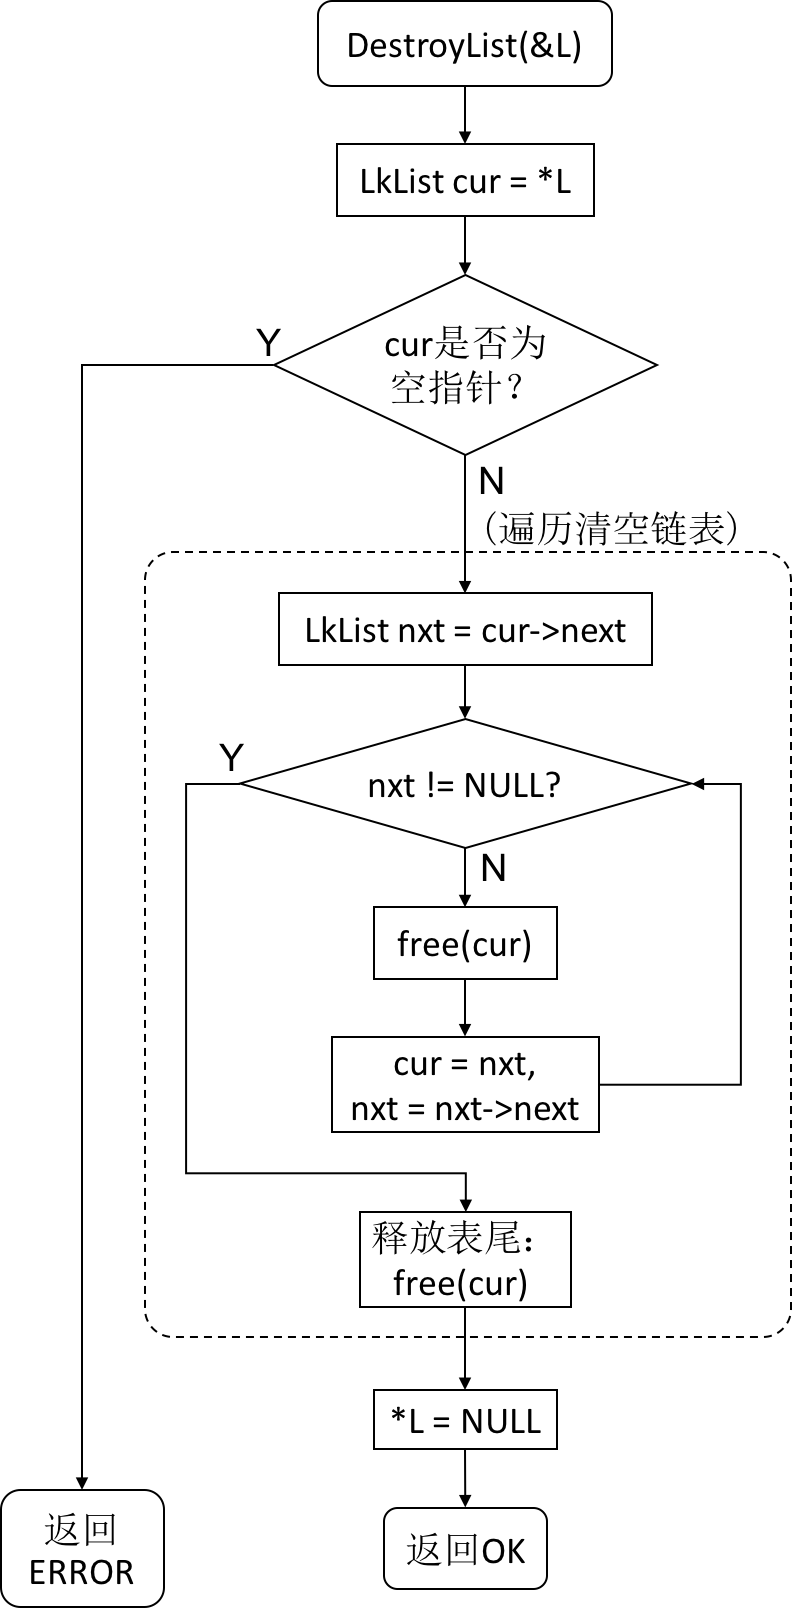 DestroyList(&L)
LkList cur = *L
cur是否为
空指针？
Y
N
（遍历清空链表）
LkList nxt = cur->next
nxt != NULL?
Y
N
free(cur)
cur = nxt,
nxt = nxt->next
释放表尾：
free(cur)
*L = NULL
返回
ERROR
返回OK